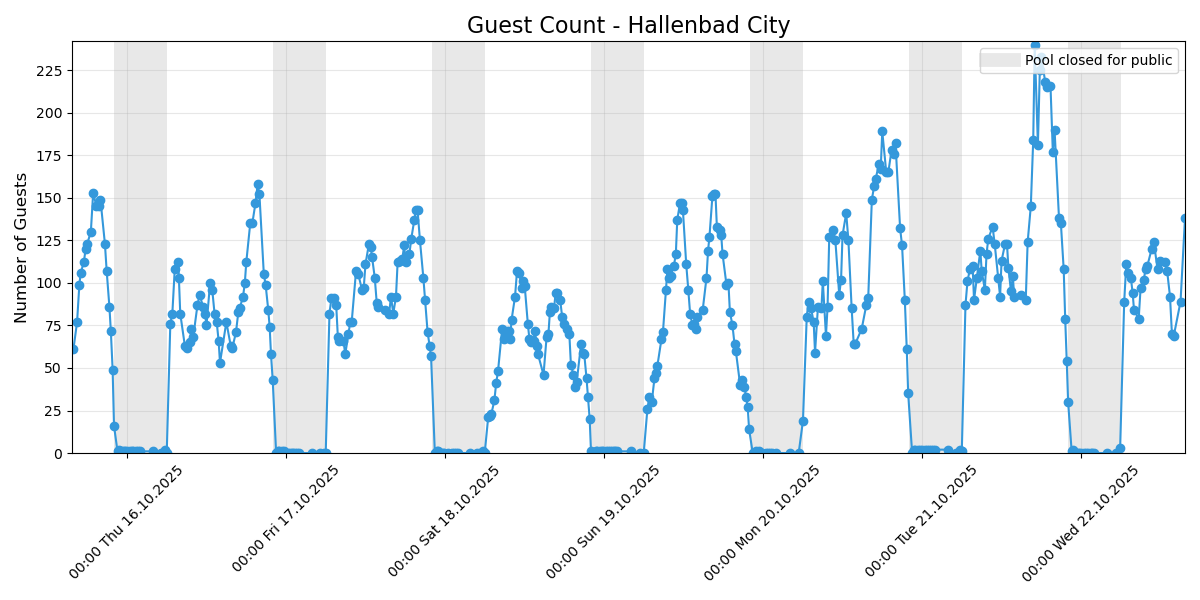 Guest Count - Hallenbad City
Pool closed for public
Number of Guests
225
200
175
150
125
100
75
50
25
0
00:00 Thu 16.10.2025
00:00 Fri 17.10.2025
00:00 Sat 18.10.2025
00:00 Sun 19.10.2025
00:00 Mon 20.10.2025
00:00 Tue 21.10.2025
00:00 Wed 22.10.2025